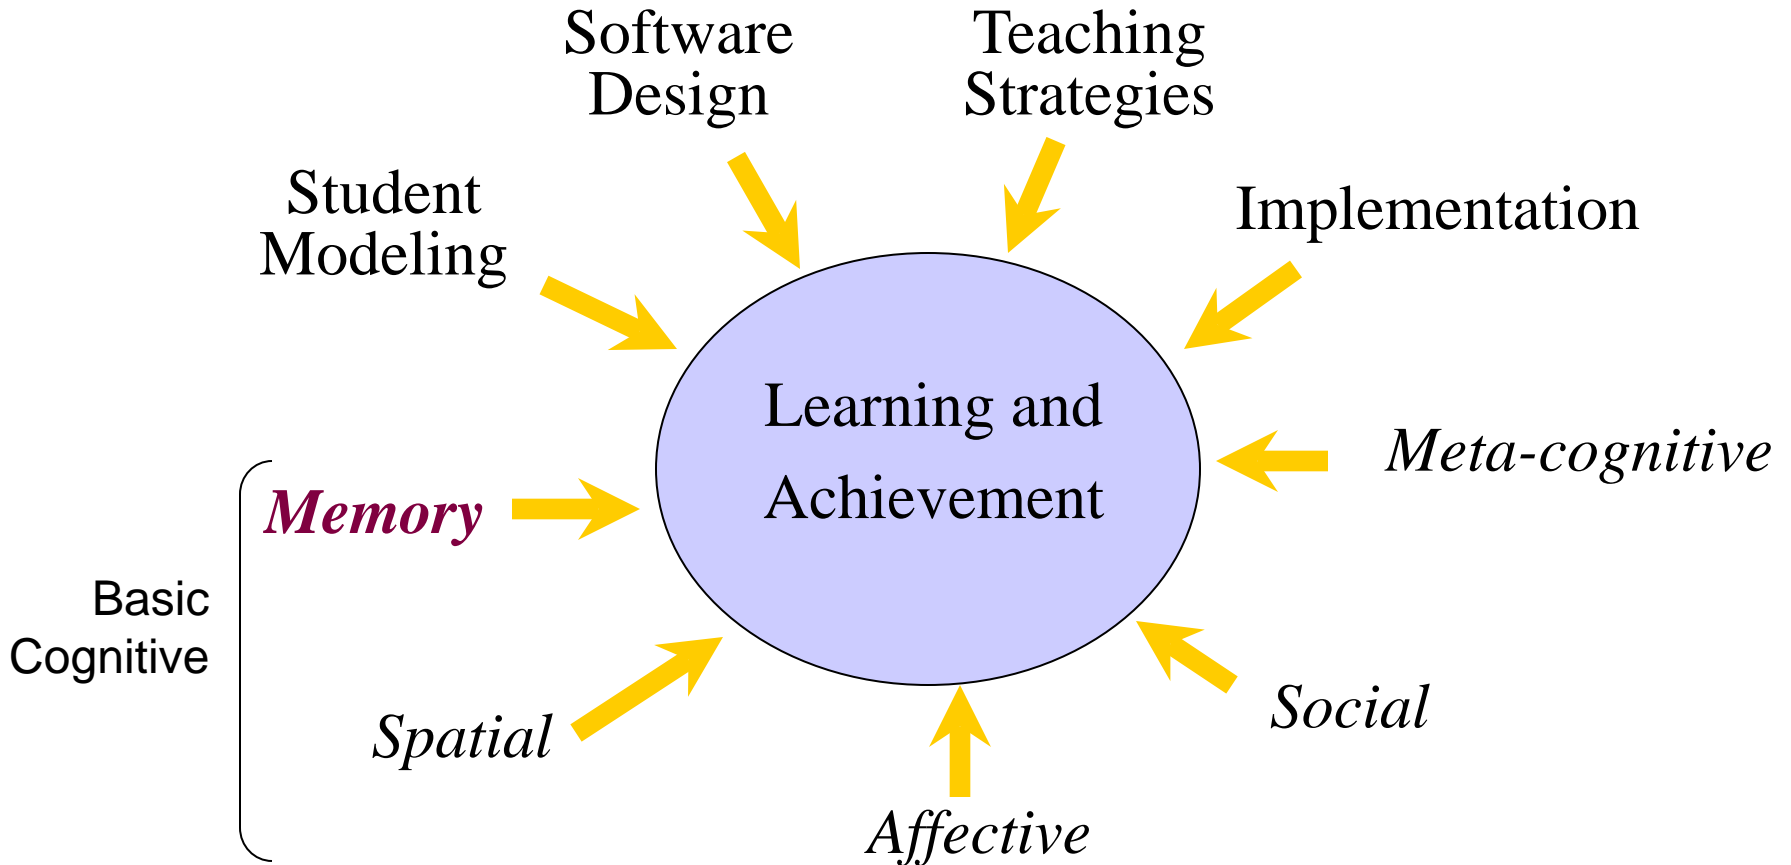 Software
Design
Teaching
Strategies
Student
Modeling
Implementation
Learning and
Achievement
Meta-cognitive
Memory
Basic
Cognitive
Spatial
Social
Affective